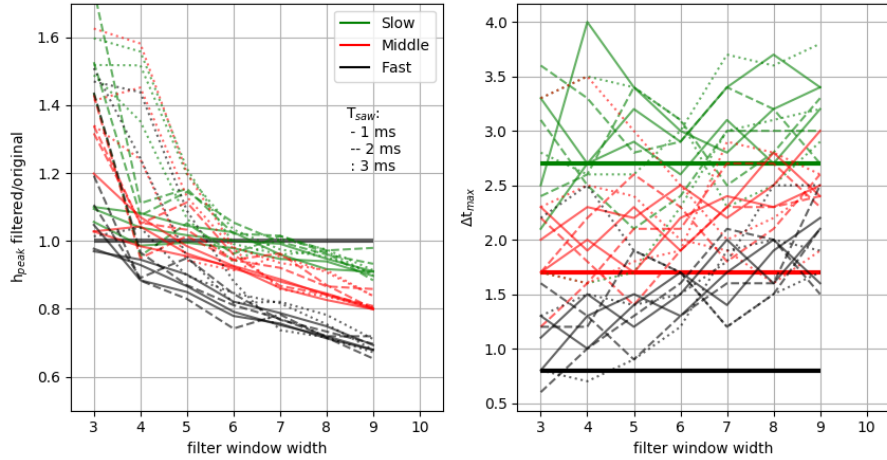 h_peak filtered/original
1.6
1.4
1.2
1.0
0.8
0.6
3 4 5 6 7 8 9 10
filter window width
Slow
Middle
Fast
T_saw:
- 1 ms
-- 2 ms
: 3 ms
Δt_max
4.0
3.5
3.0
2.5
2.0
1.5
1.0
0.5
3 4 5 6 7 8 9 10
filter window width